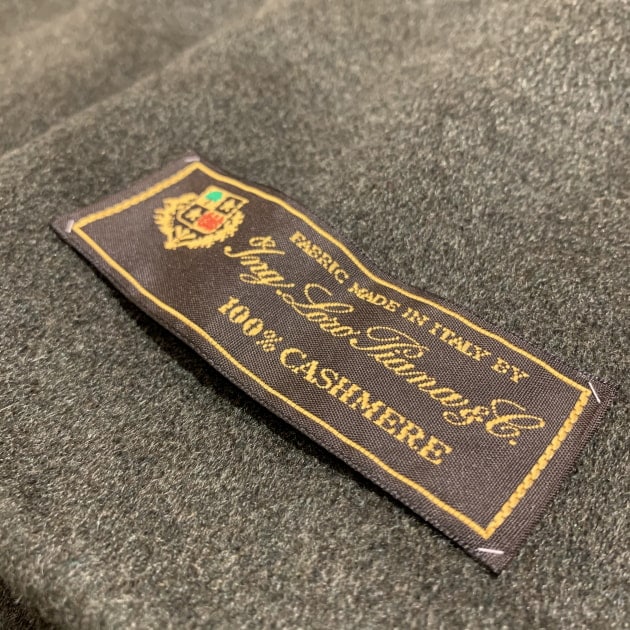 FABRIC MADE IN ITALY BY
Ing. Loro Piana & C.
100% CASHMERE